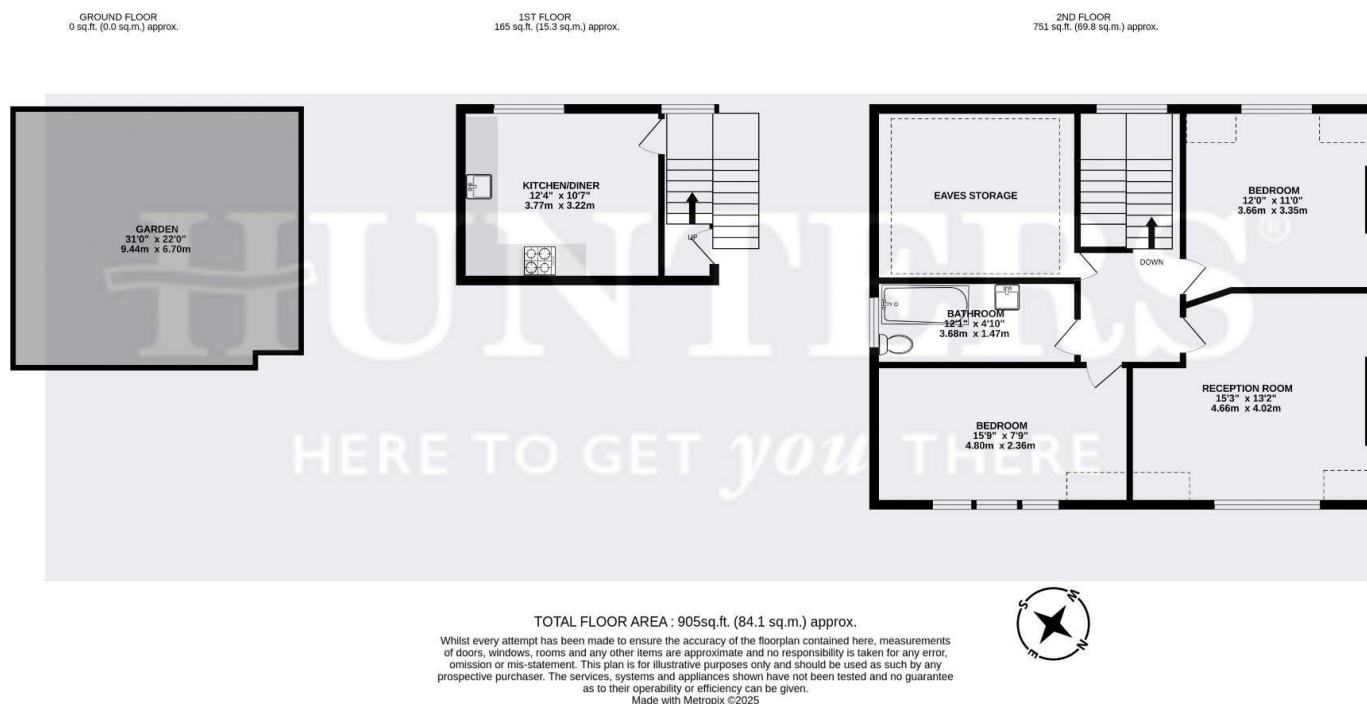 GROUND FLOOR
0 sq.ft. (0.0 sq.m.) approx.
1ST FLOOR
165 sq.ft. (15.3 sq.m.) approx.
2ND FLOOR
751 sq.ft. (69.8 sq.m.) approx.
GARDEN
31'0" x 22'0"
9.44m x 6.70m
KITCHEN/DINER
12'4" x 10'7"
3.77m x 3.22m
UP
EAVES STORAGE
DOWN
BEDROOM
12'0" x 11'0"
3.66m x 3.35m
BATHROOM
12'1" x 4'10"
3.68m x 1.47m
BEDROOM
15'9" x 7'9"
4.80m x 2.36m
RECEPTION ROOM
15'3" x 13'2"
4.66m x 4.02m
HUNTERS®
HERE TO GET you THERE
S
W
E
N
TOTAL FLOOR AREA : 905sq.ft. (84.1 sq.m.) approx.
Whilst every attempt has been made to ensure the accuracy of the floorplan contained here, measurements
of doors, windows, rooms and any other items are approximate and no responsibility is taken for any error,
omission or mis-statement. This plan is for illustrative purposes only and should be used as such by any
prospective purchaser. The services, systems and appliances shown have not been tested and no guarantee
as to their operability or efficiency can be given.
Made with Metropix ©2025